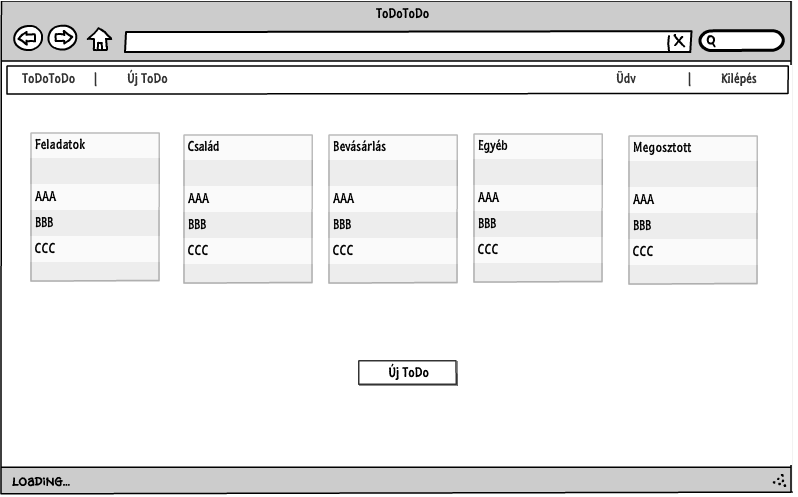 ToDoToDo
ToDoToDo | Új ToDo Üdv | Kilépés
Feladatok
AAA
BBB
CCC
Család
AAA
BBB
CCC
Bevásárlás
AAA
BBB
CCC
Egyéb
AAA
BBB
CCC
Megosztott
AAA
BBB
CCC
Új ToDo
LOADING...